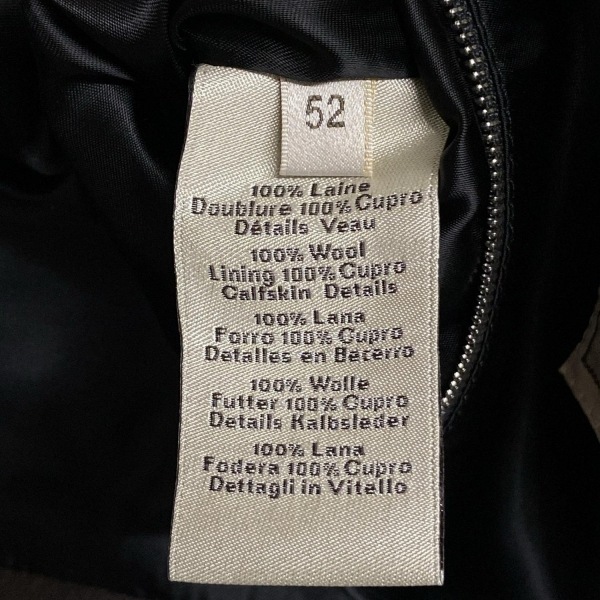 52
100% Laine
Doublure 100% Cupro
Détails Veau
100% Wool
Lining 100% Cupro
Calfskin Details
100% Lana
Forro 100% Cupro
Detalles en Becerro
100% Wolle
Futter 100% Cupro
Details Kalbsleder
100% Lana
Fodera 100% Cupro
Dettagli in Vitello